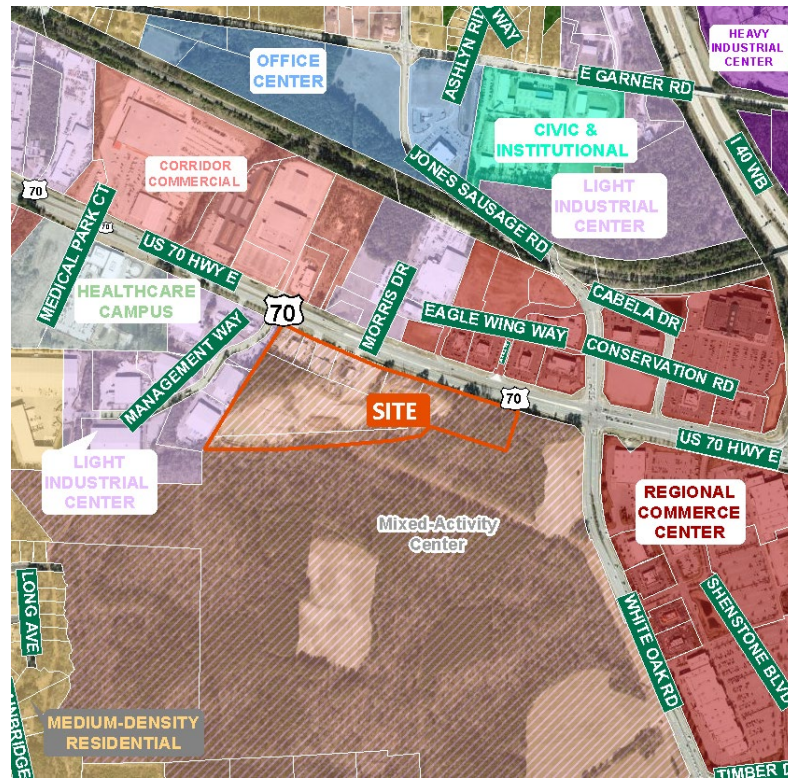 ASHLYN RID
WAY
HEAVY
INDUSTRIAL
CENTER
OFFICE
CENTER
E GARNER RD
CIVIC &
INSTITUTIONAL
I 40 WB
CORRIDOR
COMMERCIAL
JONES SAUSAGE RD
LIGHT
INDUSTRIAL
CENTER
70
MEDICAL PARK CT
70
US 70 HWY E
HEALTHCARE
CAMPUS
70
MORRIS DR
EAGLE WING WAY
CABELA DR
CONSERVATION RD
MANAGEMENT WAY
SITE
70
US 70 HWY E
LIGHT
INDUSTRIAL
CENTER
REGIONAL
COMMERCE
CENTER
Mixed-Activity
Center
LONG AVE
WHITE OAK RD
SHENSTONE BLVD
MEDIUM-DENSITY
RESIDENTIAL
INBRIDGE
TIMBER D